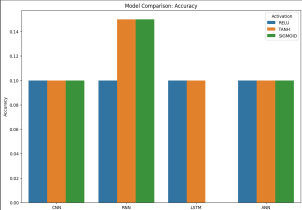 Model Comparison: Accuracy
Activation
RELU
TANH
SIGMOID
Accuracy
0.14
0.12
0.10
0.08
0.06
0.04
0.02
0.00
CNN
RNN
LSTM
ANN